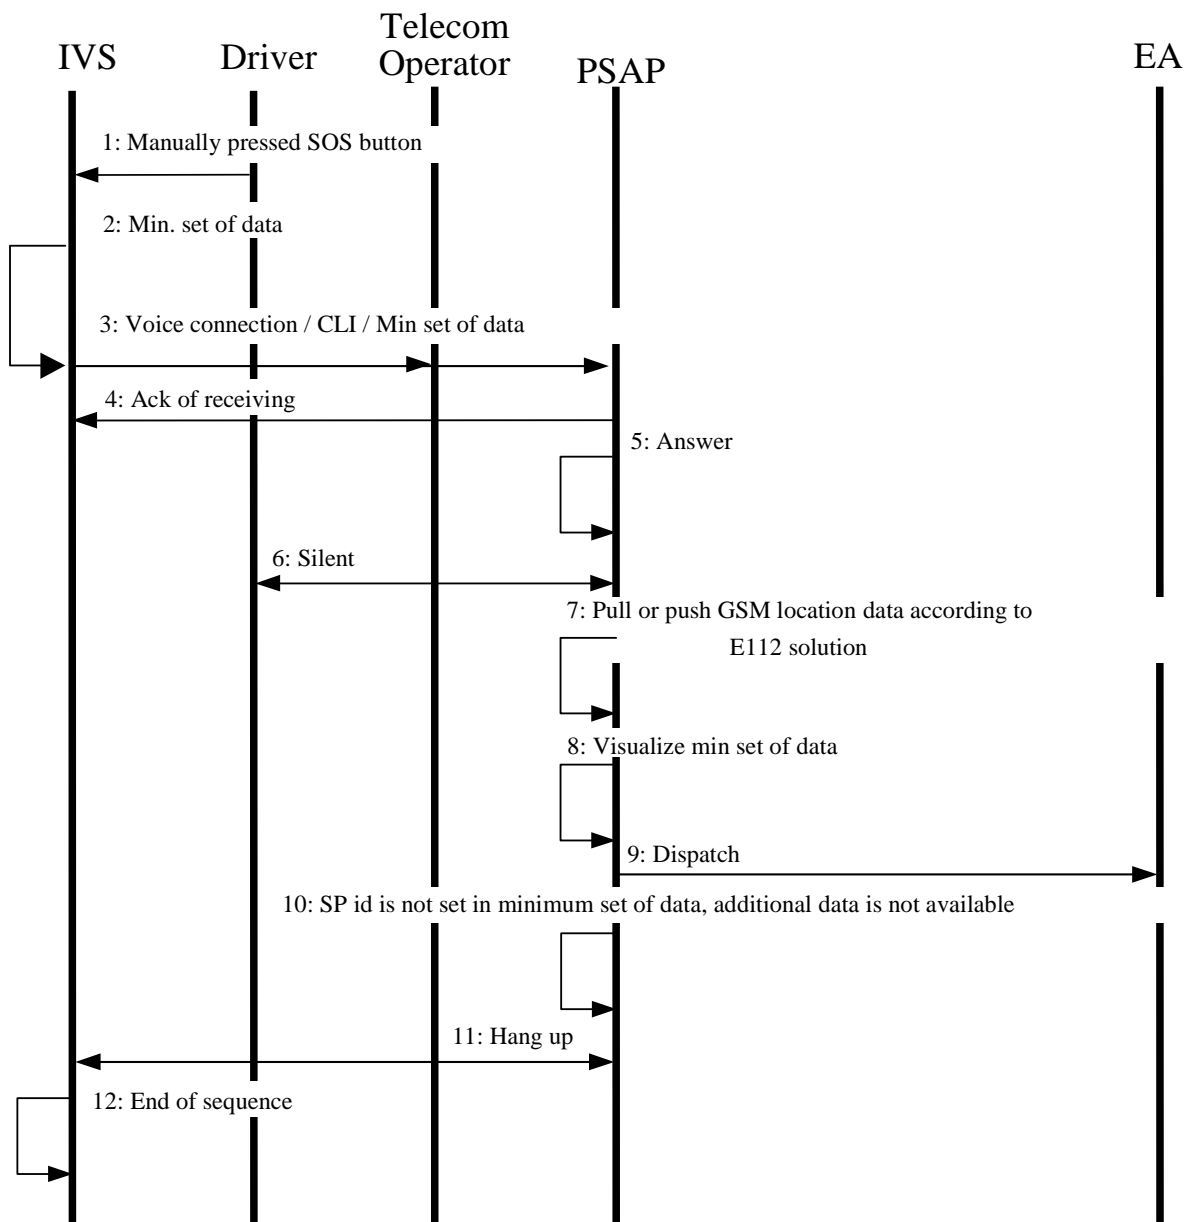 IVS
Driver
Telecom
Operator
PSAP
EA
1: Manually pressed SOS button
2: Min. set of data
3: Voice connection / CLI / Min set of data
4: Ack of receiving
5: Answer
6: Silent
7: Pull or push GSM location data according to
E112 solution
8: Visualize min set of data
9: Dispatch
10: SP id is not set in minimum set of data, additional data is not available
11: Hang up
12: End of sequence